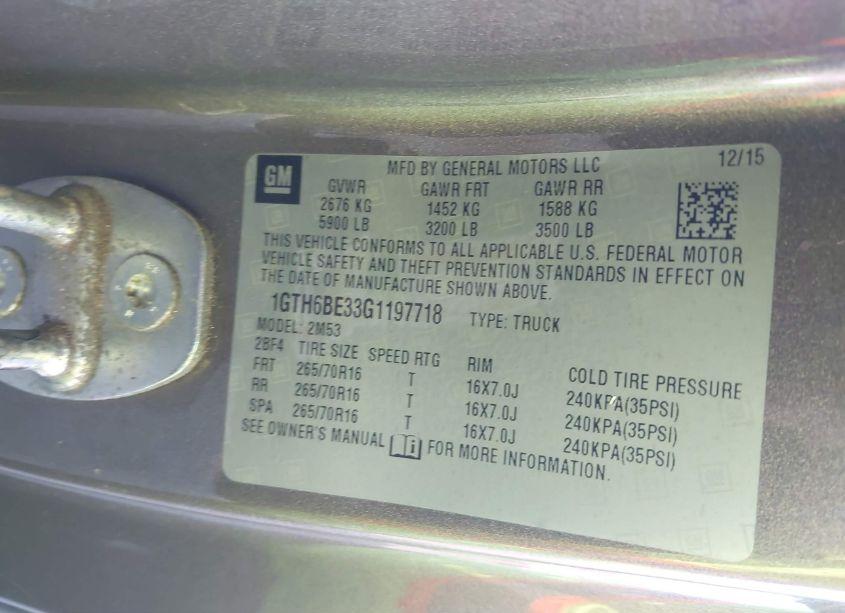 GM
MFD BY GENERAL MOTORS LLC 12/15
GVWR GAWR FRT GAWR RR
2676 KG 1452 KG 1588 KG
5900 LB 3200 LB 3500 LB
THIS VEHICLE CONFORMS TO ALL APPLICABLE U.S. FEDERAL MOTOR
VEHICLE SAFETY AND THEFT PREVENTION STANDARDS IN EFFECT ON
THE DATE OF MANUFACTURE SHOWN ABOVE.
1GTH6BE33G1197718 TYPE: TRUCK
MODEL: 2M53
2BF4 TIRE SIZE SPEED RTG RIM COLD TIRE PRESSURE
FRT 265/70R16 T 16X7.0J 240KPA(35PSI)
RR 265/70R16 T 16X7.0J 240KPA(35PSI)
SPA 265/70R16 T 16X7.0J 240KPA(35PSI)
SEE OWNER'S MANUAL FOR MORE INFORMATION.